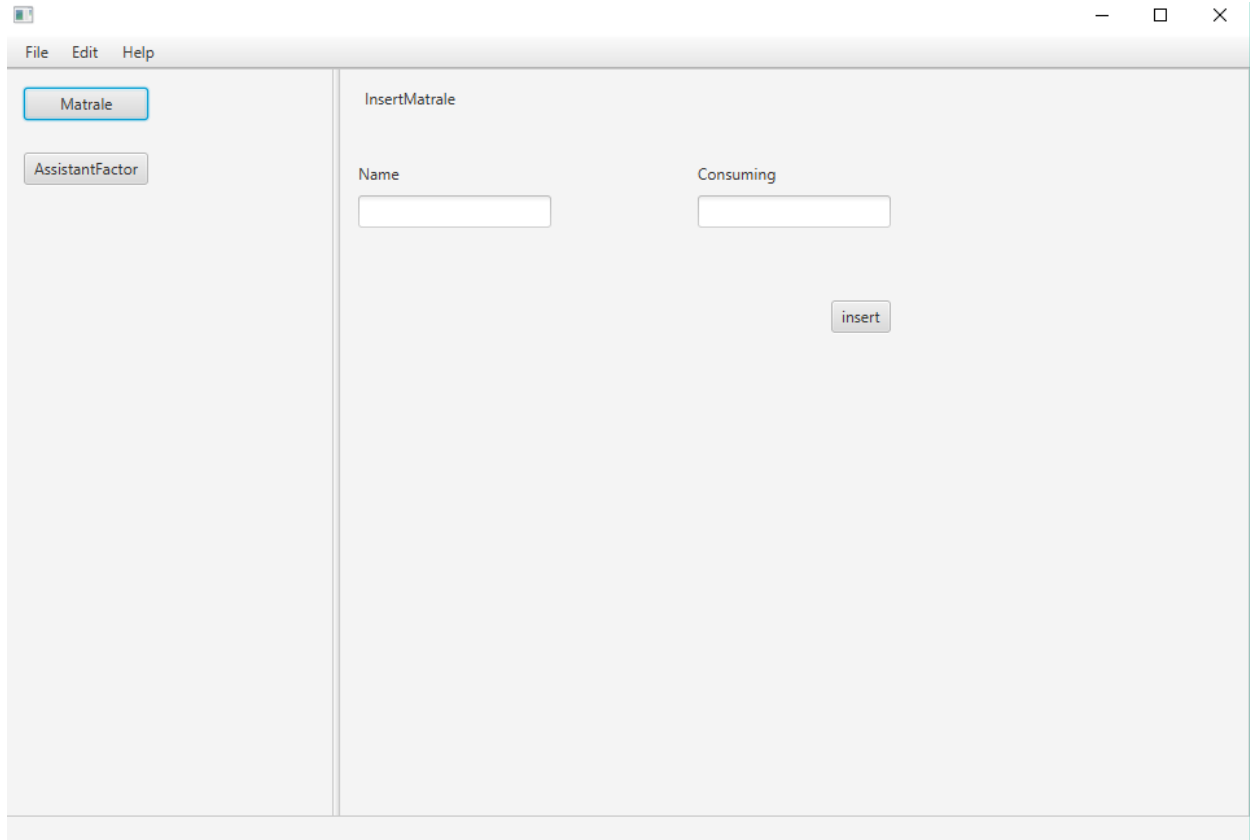 File Edit Help
Matrale
AssistantFactor
InsertMatrale
Name
Consuming
insert